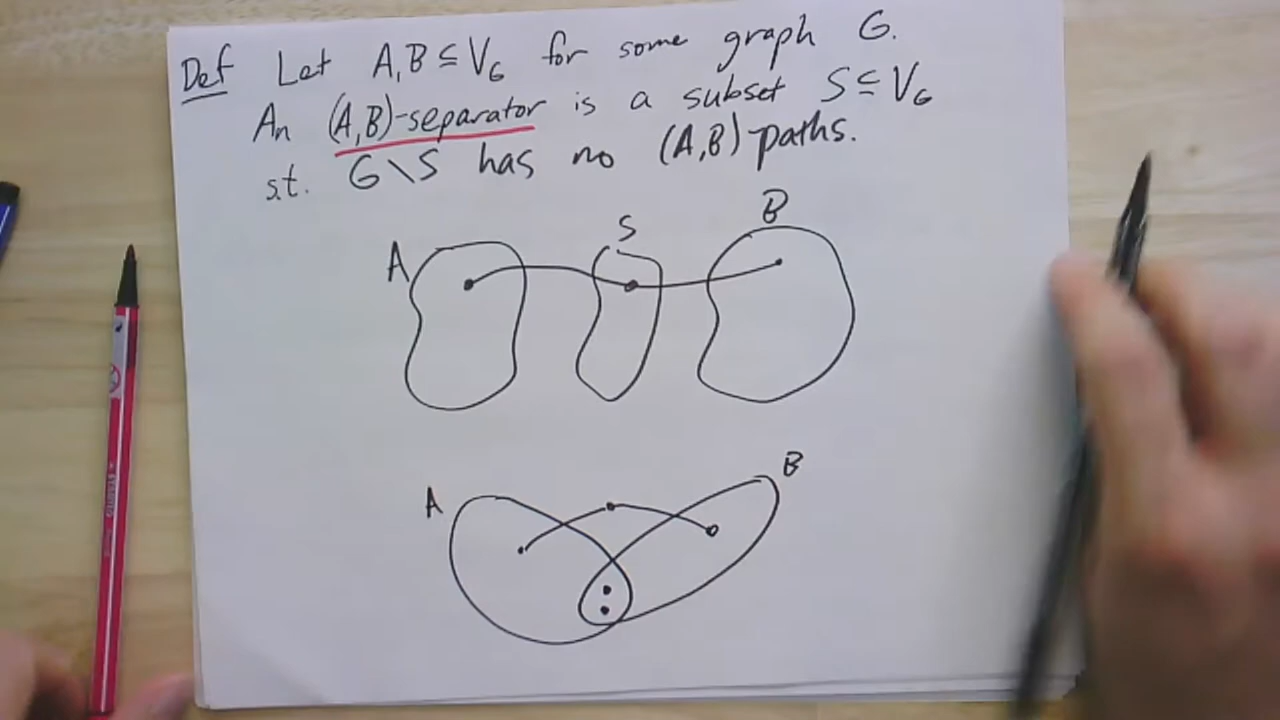 Def Let A,B ⊆ V_G for some graph G.
An (A,B)-separator is a subset S ⊆ V_G
s.t. G\S has no (A,B)-paths.
A S B
A B